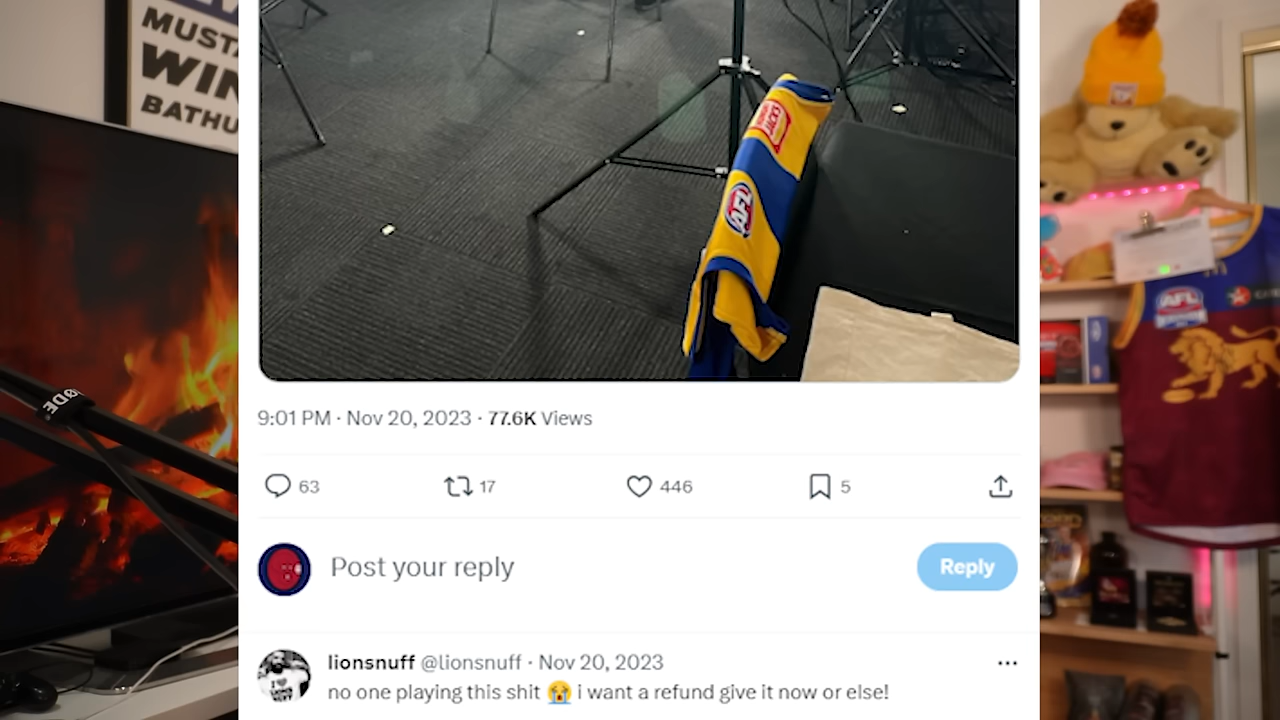 MUSTA
WIN
BATHU
RØDE
AFL
AFL
9:01 PM · Nov 20, 2023 · 77.6K Views
63
17
446
5
Post your reply
Reply
lionsnuff @lionsnuff · Nov 20, 2023
no one playing this shit 😭 i want a refund give it now or else!